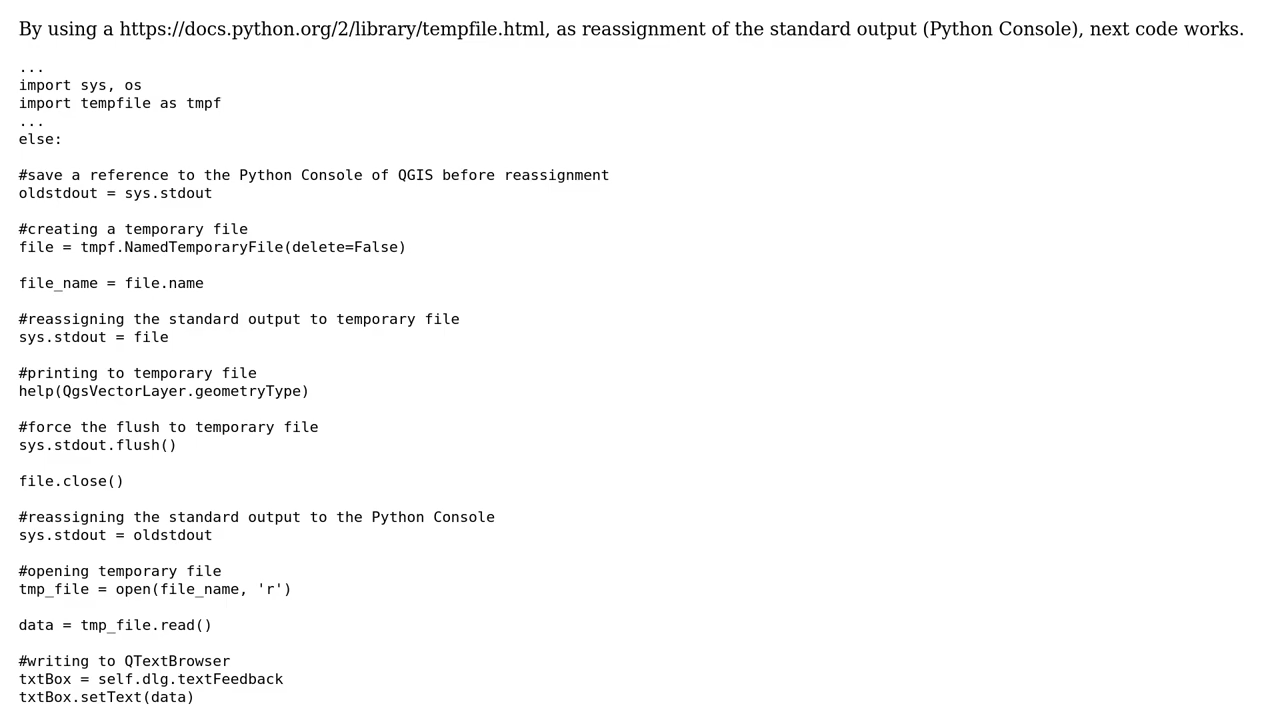 By using a https://docs.python.org/2/library/tempfile.html, as reassignment of the standard output (Python Console), next code works.
...
import sys, os
import tempfile as tmpf
...
else:
#save a reference to the Python Console of QGIS before reassignment
oldstdout = sys.stdout
#creating a temporary file
file = tmpf.NamedTemporaryFile(delete=False)
file_name = file.name
#reassigning the standard output to temporary file
sys.stdout = file
#printing to temporary file
help(QgsVectorLayer.geometryType)
#force the flush to temporary file
sys.stdout.flush()
file.close()
#reassigning the standard output to the Python Console
sys.stdout = oldstdout
#opening temporary file
tmp_file = open(file_name, 'r')
data = tmp_file.read()
#writing to QTextBrowser
txtBox = self.dlg.textFeedback
txtBox.setText(data)